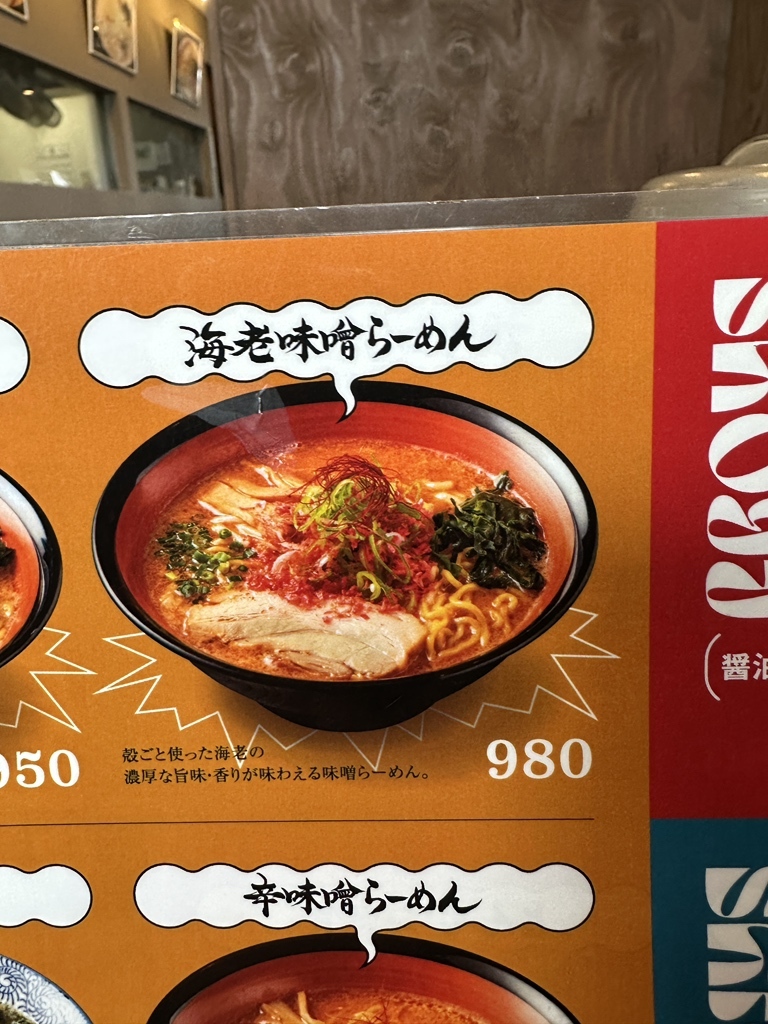 海老味噌らーめん
殻ごと使った海老の
濃厚な旨味・香りが味わえる味噌らーめん。
980
辛味噌らーめん